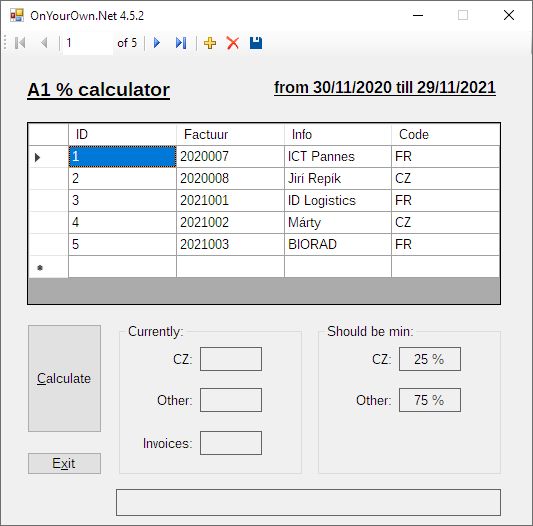 OnYourOwn.Net 4.5.2
1 of 5
A1 % calculator
from 30/11/2020 till 29/11/2021
ID Factuur Info Code
1 2020007 ICT Pannes FR
2 2020008 Jirí Repík CZ
3 2021001 ID Logistics FR
4 2021002 Márty CZ
5 2021003 BIORAD FR
Calculate
Exit
Currently:
CZ:
Other:
Invoices:
Should be min:
CZ: 25 %
Other: 75 %